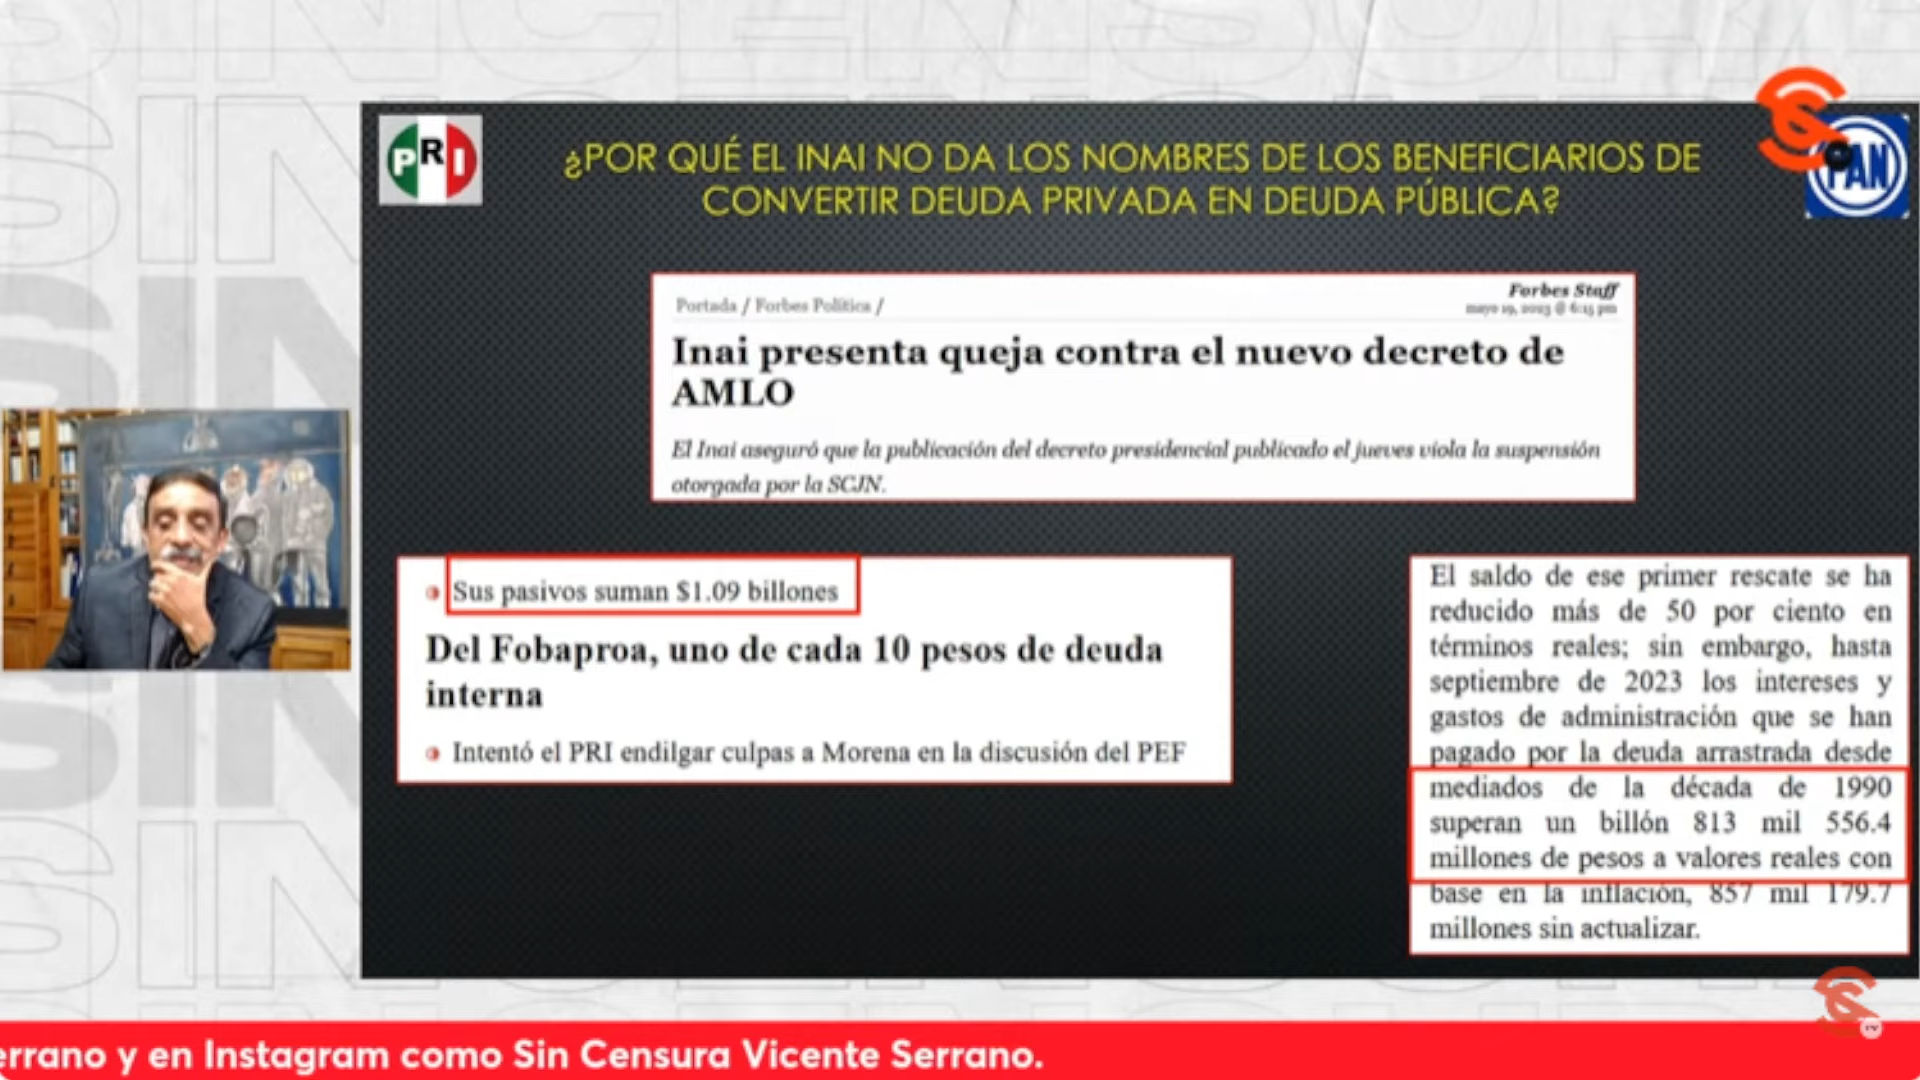 PRI
PAN
¿POR QUÉ EL INAI NO DA LOS NOMBRES DE LOS BENEFICIARIOS DE
CONVERTIR DEUDA PRIVADA EN DEUDA PÚBLICA?
Portada / Forbes Política /
Forbes Staff
mayo 19, 2023 @ 6:15 pm
Inai presenta queja contra el nuevo decreto de
AMLO
El Inai aseguró que la publicación del decreto presidencial publicado el jueves viola la suspensión
otorgada por la SCJN.
Sus pasivos suman $1.09 billones
Del Fobaproa, uno de cada 10 pesos de deuda
interna
Intentó el PRI endilgar culpas a Morena en la discusión del PEF
El saldo de ese primer rescate se ha
reducido más de 50 por ciento en
términos reales; sin embargo, hasta
septiembre de 2023 los intereses y
gastos de administración que se han
pagado por la deuda arrastrada desde
mediados de la década de 1990
superan un billón 813 mil 556.4
millones de pesos a valores reales con
base en la inflación, 857 mil 179.7
millones sin actualizar.
errano y en Instagram como Sin Censura Vicente Serrano.